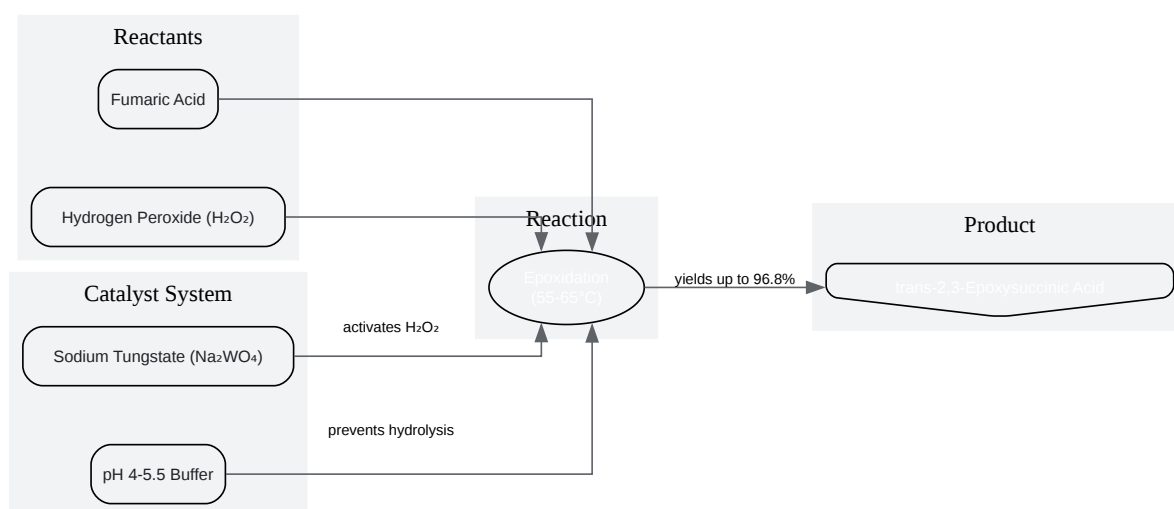 Reactants
Fumaric Acid
Hydrogen Peroxide (H₂O₂)
Catalyst System
Sodium Tungstate (Na₂WO₄)
pH 4-5.5 Buffer
activates H₂O₂
prevents hydrolysis
Reaction
Epoxidation
(55-65°C)
yields up to 96.8%
Product
trans-2,3-Epoxysuccinic Acid